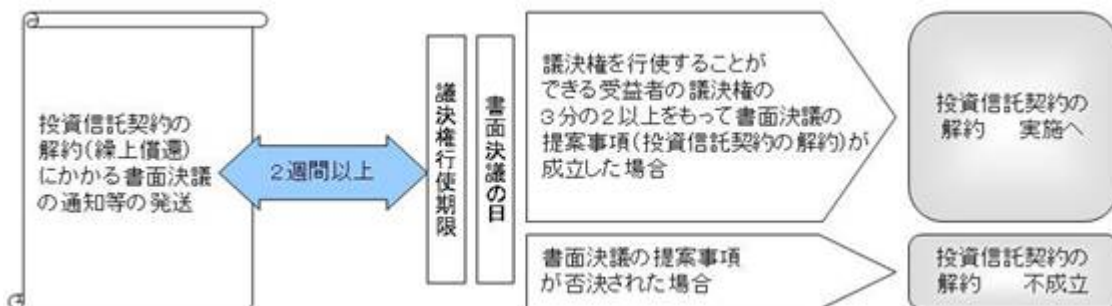 投資信託契約の
解約(繰上償還)
にかかる書面決議
の通知等の発送
2週間以上
議決権行使期限
書面決議の日
議決権を行使することが
できる受益者の議決権の
3分の2以上をもって書面決議の
提案事項(投資信託契約の解約)が
成立した場合
投資信託契約の
解約　実施へ
書面決議の提案事項
が否決された場合
投資信託契約の
解約　不成立